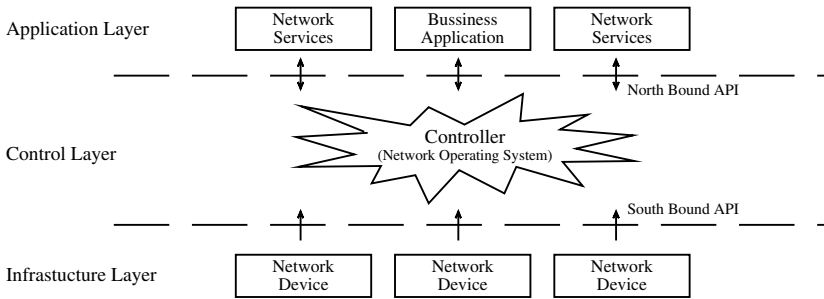 Application Layer
Network
Services
Bussiness
Application
Network
Services
North Bound API
Control Layer
Controller
(Network Operating System)
South Bound API
Infrastucture Layer
Network
Device
Network
Device
Network
Device